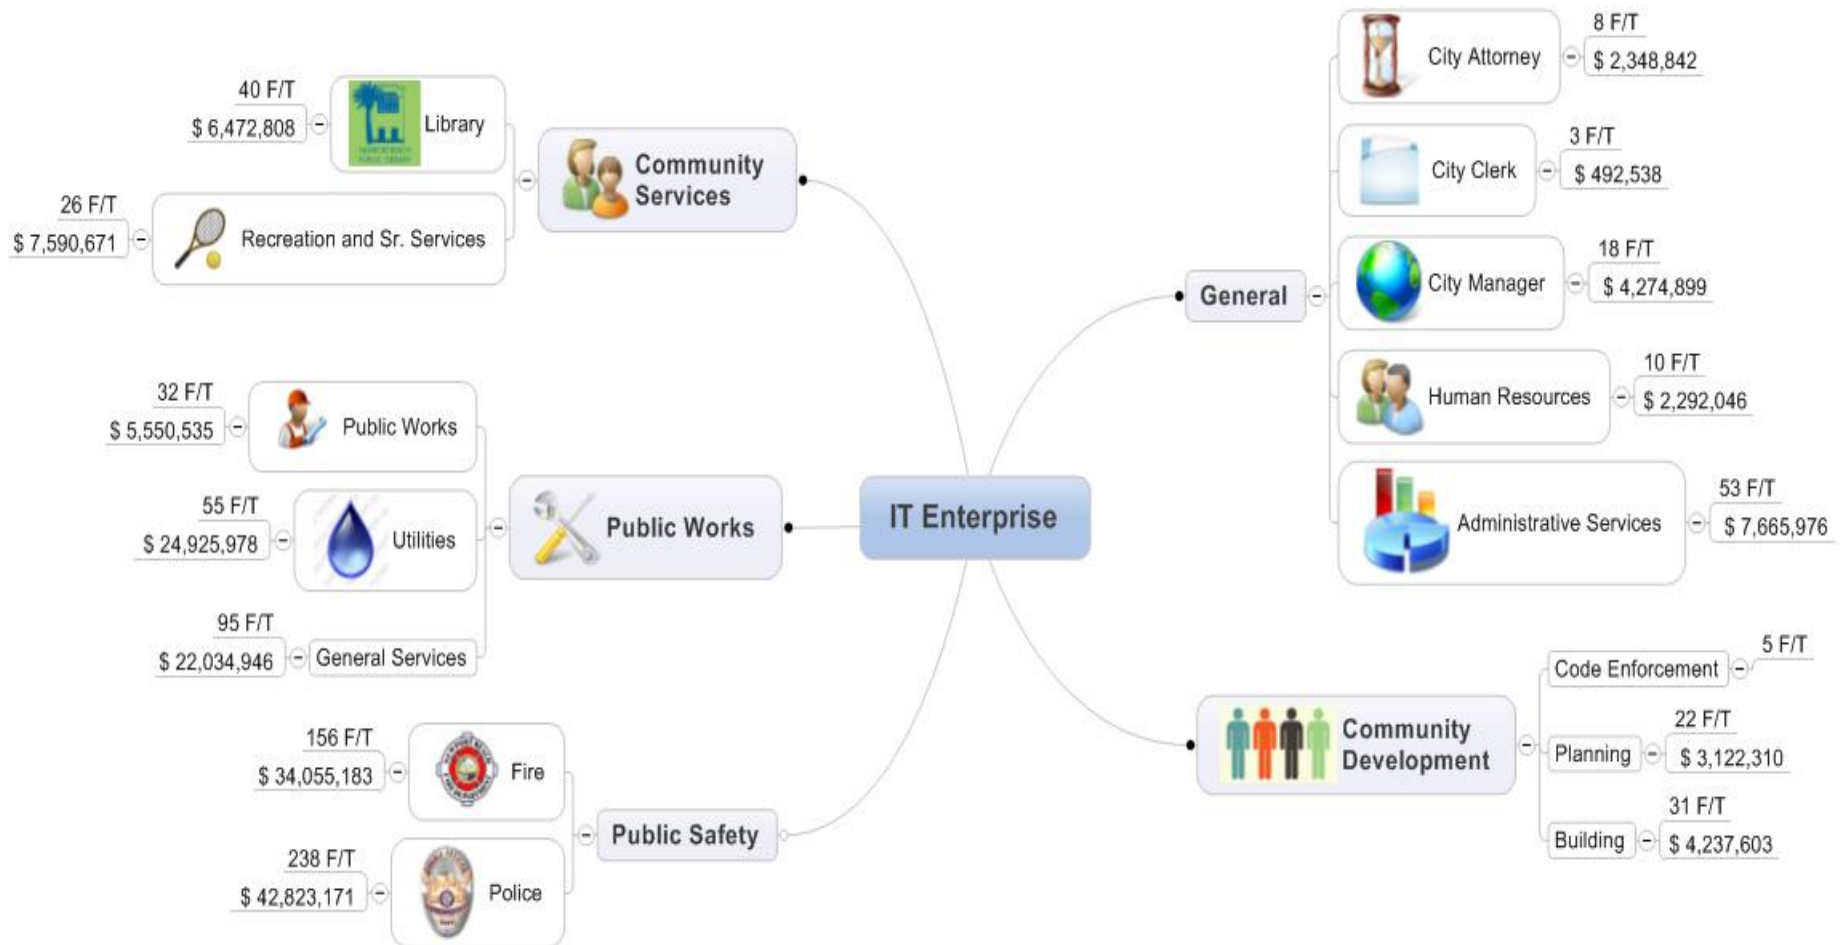 40 F/T
$ 6,472,808
Library
26 F/T
$ 7,590,671
Recreation and Sr. Services
Community
Services
32 F/T
$ 5,550,535
Public Works
55 F/T
$ 24,925,978
Utilities
95 F/T
$ 22,034,946
General Services
Public Works
156 F/T
$ 34,055,183
Fire
238 F/T
$ 42,823,171
Police
Public Safety
IT Enterprise
General
City Attorney
8 F/T
$ 2,348,842
City Clerk
3 F/T
$ 492,538
City Manager
18 F/T
$ 4,274,899
Human Resources
10 F/T
$ 2,292,046
Administrative Services
53 F/T
$ 7,665,976
Community
Development
Code Enforcement
5 F/T
Planning
22 F/T
$ 3,122,310
Building
31 F/T
$ 4,237,603